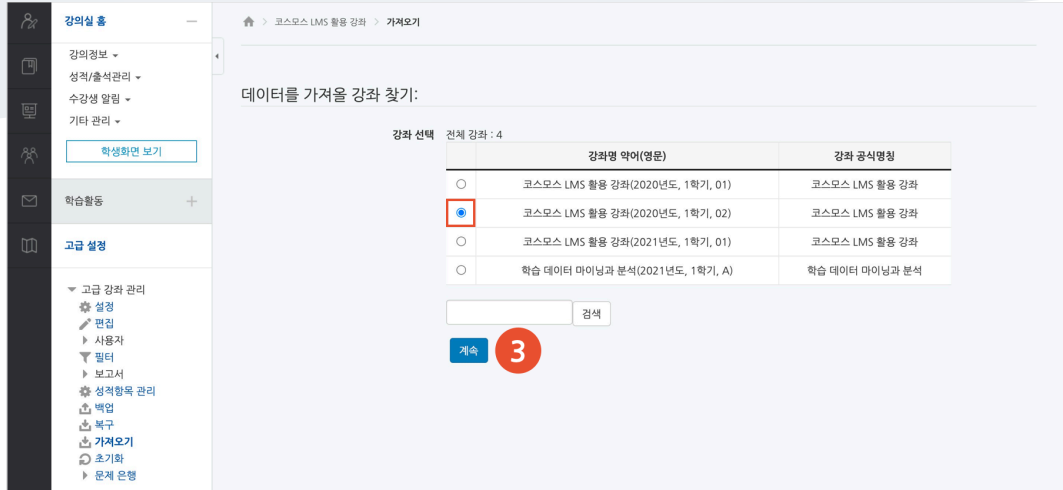 강의실 홈
강의정보
성적/출석관리
수강생 알림
기타 관리
학생화면 보기
학습활동
고급 설정
고급 강좌 관리
설정
편집
사용자
필터
보고서
성적항목 관리
백업
복구
가져오기
초기화
문제 은행
코스모스 LMS 활용 강좌 > 가져오기
데이터를 가져올 강좌 찾기:
강좌 선택 전체 강좌 : 4
강좌명 약어(영문) 강좌 공식명칭
코스모스 LMS 활용 강좌(2020년도, 1학기, 01) 코스모스 LMS 활용 강좌
코스모스 LMS 활용 강좌(2020년도, 1학기, 02) 코스모스 LMS 활용 강좌
코스모스 LMS 활용 강좌(2021년도, 1학기, 01) 코스모스 LMS 활용 강좌
학습 데이터 마이닝과 분석(2021년도, 1학기, A) 학습 데이터 마이닝과 분석
검색
계속 3